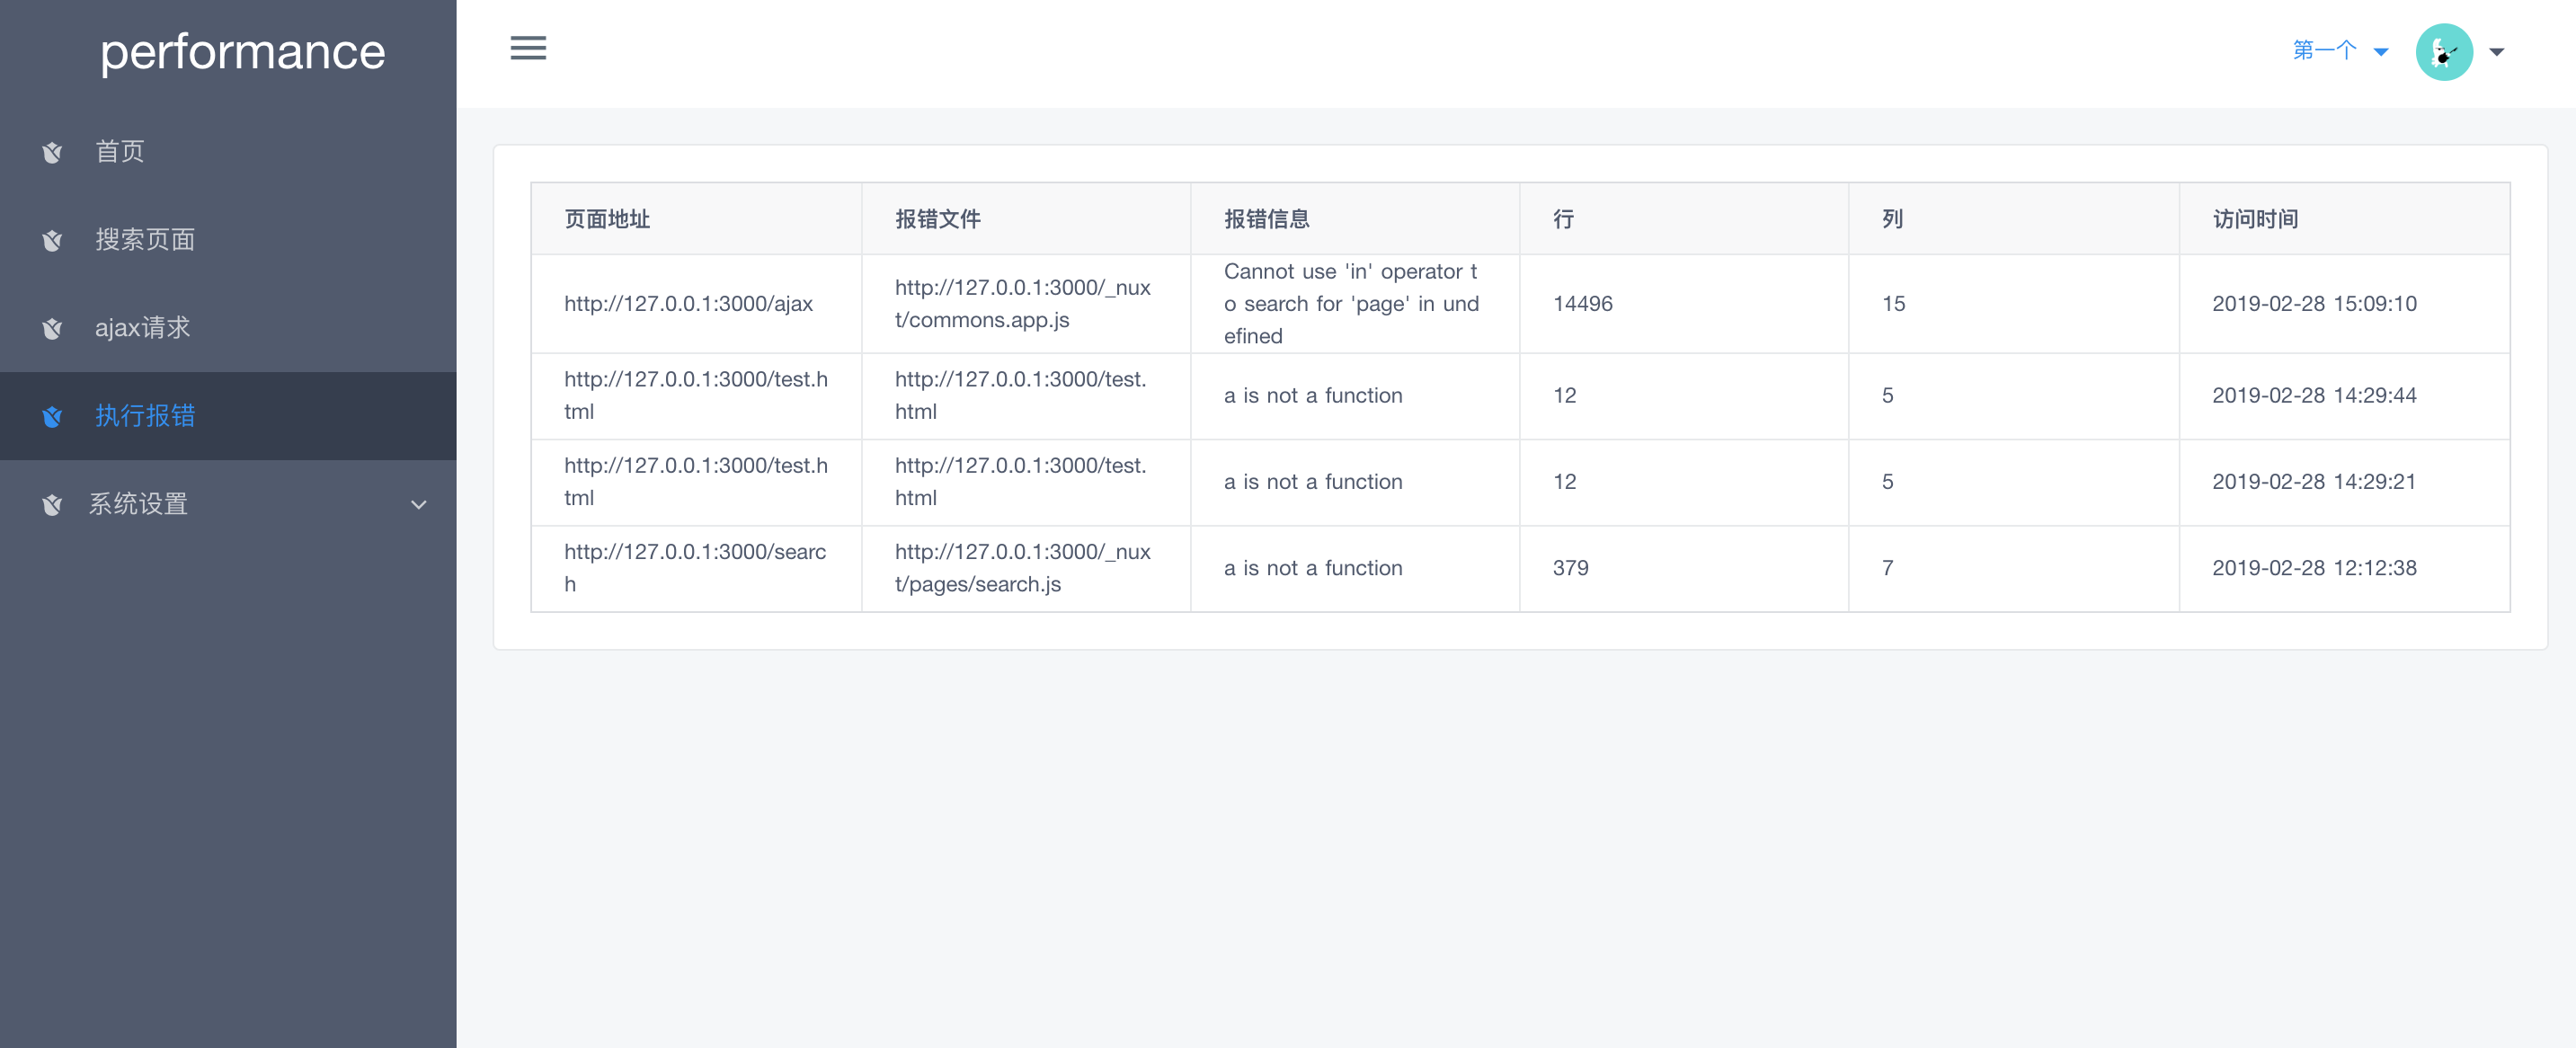 performance
第一个
首页
搜索页面
ajax请求
执行报错
系统设置
页面地址 报错文件 报错信息 行 列 访问时间
http://127.0.0.1:3000/ajax
http://127.0.0.1:3000/_nux
t/commons.app.js
Cannot use 'in' operator t
o search for 'page' in und
efined
14496
15
2019-02-28 15:09:10
http://127.0.0.1:3000/test.h
tml
http://127.0.0.1:3000/test.
html
a is not a function
12
5
2019-02-28 14:29:44
http://127.0.0.1:3000/test.h
tml
http://127.0.0.1:3000/test.
html
a is not a function
12
5
2019-02-28 14:29:21
http://127.0.0.1:3000/searc
h
http://127.0.0.1:3000/_nux
t/pages/search.js
a is not a function
379
7
2019-02-28 12:12:38